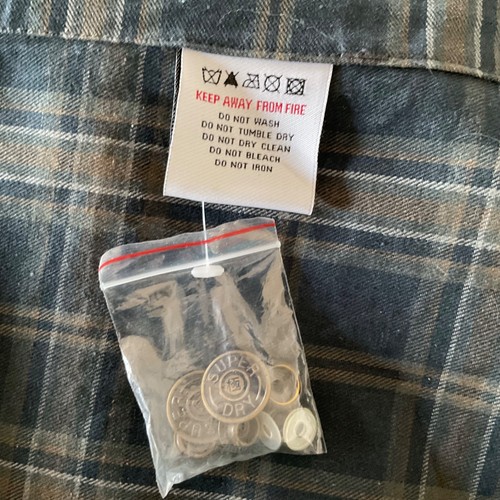 KEEP AWAY FROM FIRE
DO NOT WASH
DO NOT TUMBLE DRY
DO NOT DRY CLEAN
DO NOT BLEACH
DO NOT IRON
SUPER
DRY